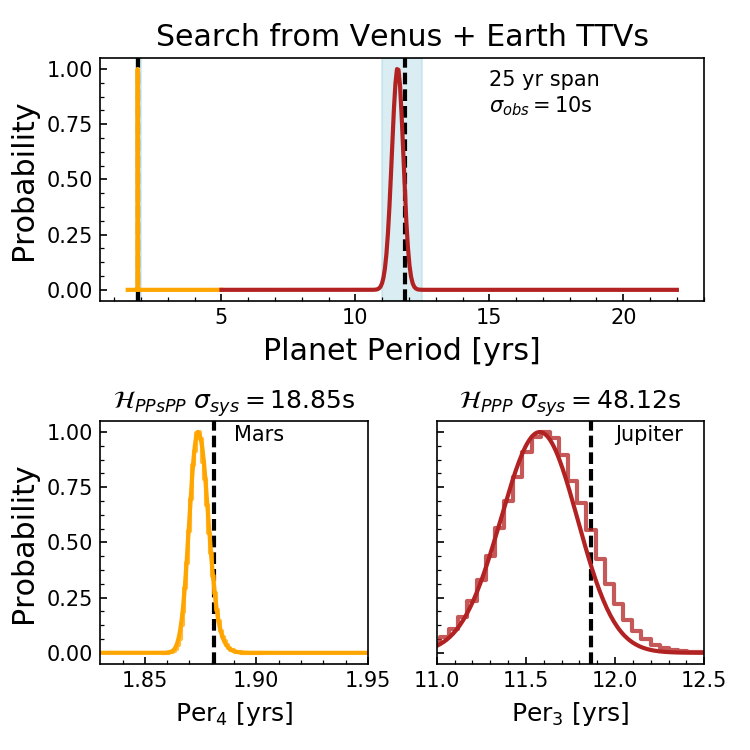 Search from Venus + Earth TTVs
1.00
0.75
0.50
0.25
0.00
Probability
25 yr span
σ_obs = 10s
5 10 15 20
Planet Period [yrs]
ℋ_PPsPP σ_sys = 18.85s
1.00
0.75
0.50
0.25
0.00
Probability
Mars
1.85 1.90 1.95
Per_4 [yrs]
ℋ_PPP σ_sys = 48.12s
Jupiter
11.0 11.5 12.0 12.5
Per_3 [yrs]